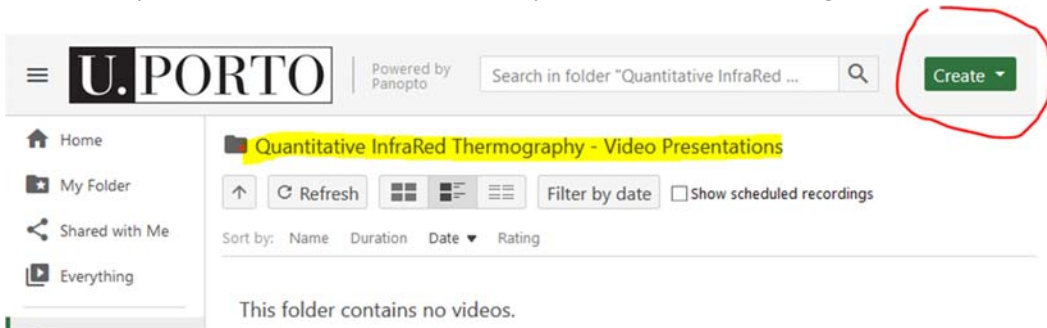 U.PORTO
Powered by
Panopto
Search in folder "Quantitative InfraRed ...
Create
Home
My Folder
Shared with Me
Everything
Quantitative InfraRed Thermography - Video Presentations
Refresh
Filter by date
Show scheduled recordings
Sort by: Name Duration Date Rating
This folder contains no videos.